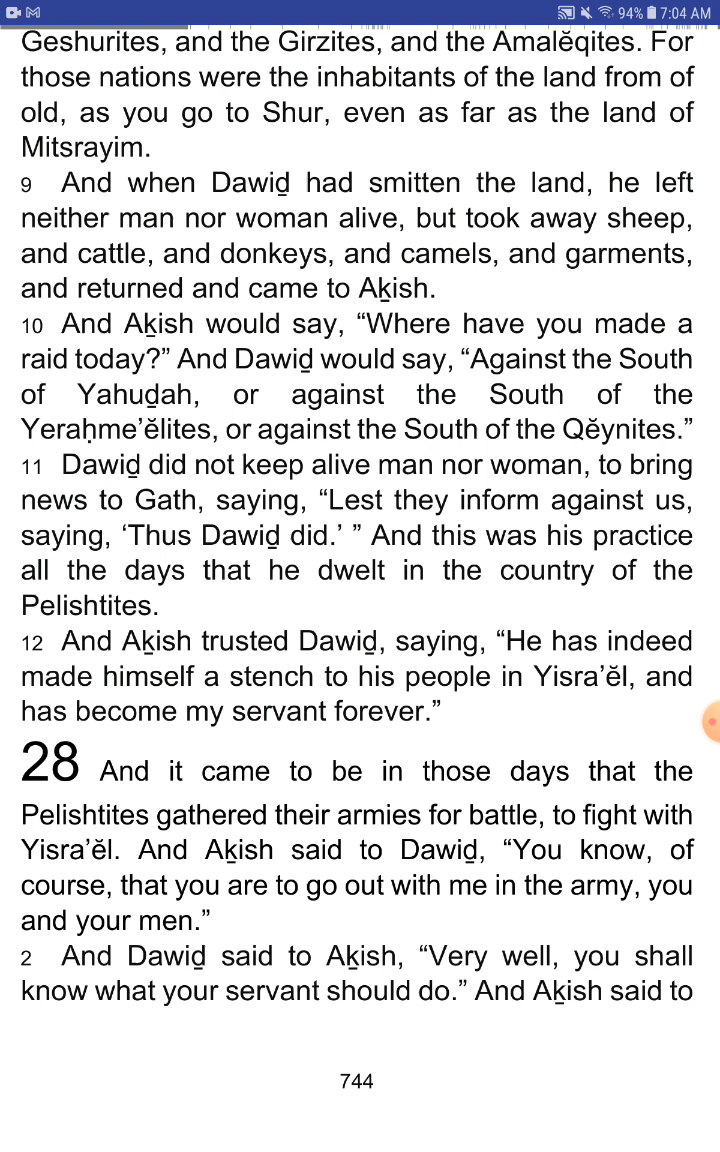 94% 7:04 AM
Geshurites, and the Girzites, and the Amalĕqites. For
those nations were the inhabitants of the land from of
old, as you go to Shur, even as far as the land of
Mitsrayim.
9 And when Dawiḏ had smitten the land, he left
neither man nor woman alive, but took away sheep,
and cattle, and donkeys, and camels, and garments,
and returned and came to Aḵish.
10 And Aḵish would say, “Where have you made a
raid today?” And Dawiḏ would say, “Against the South
of Yahuḏah, or against the South of the
Yeraḥme’ĕlites, or against the South of the Qĕynites.”
11 Dawiḏ did not keep alive man nor woman, to bring
news to Gath, saying, “Lest they inform against us,
saying, ‘Thus Dawiḏ did.’ ” And this was his practice
all the days that he dwelt in the country of the
Pelishtites.
12 And Aḵish trusted Dawiḏ, saying, “He has indeed
made himself a stench to his people in Yisra’ĕl, and
has become my servant forever.”
28 And it came to be in those days that the
Pelishtites gathered their armies for battle, to fight with
Yisra’ĕl. And Aḵish said to Dawiḏ, “You know, of
course, that you are to go out with me in the army, you
and your men.”
2 And Dawiḏ said to Aḵish, “Very well, you shall
know what your servant should do.” And Aḵish said to
744